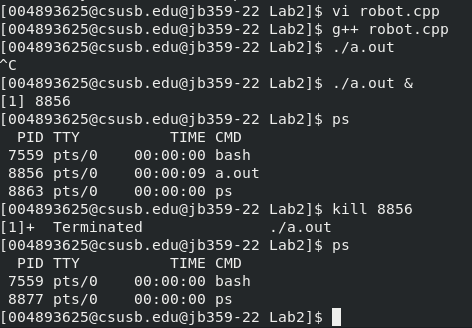 [004893625@csusb.edu@jb359-22 Lab2]$ vi robot.cpp
[004893625@csusb.edu@jb359-22 Lab2]$ g++ robot.cpp
[004893625@csusb.edu@jb359-22 Lab2]$ ./a.out
^C
[004893625@csusb.edu@jb359-22 Lab2]$ ./a.out &
[1] 8856
[004893625@csusb.edu@jb359-22 Lab2]$ ps
PID TTY TIME CMD
7559 pts/0 00:00:00 bash
8856 pts/0 00:00:09 a.out
8863 pts/0 00:00:00 ps
[004893625@csusb.edu@jb359-22 Lab2]$ kill 8856
[1]+ Terminated ./a.out
[004893625@csusb.edu@jb359-22 Lab2]$ ps
PID TTY TIME CMD
7559 pts/0 00:00:00 bash
8877 pts/0 00:00:00 ps
[004893625@csusb.edu@jb359-22 Lab2]$